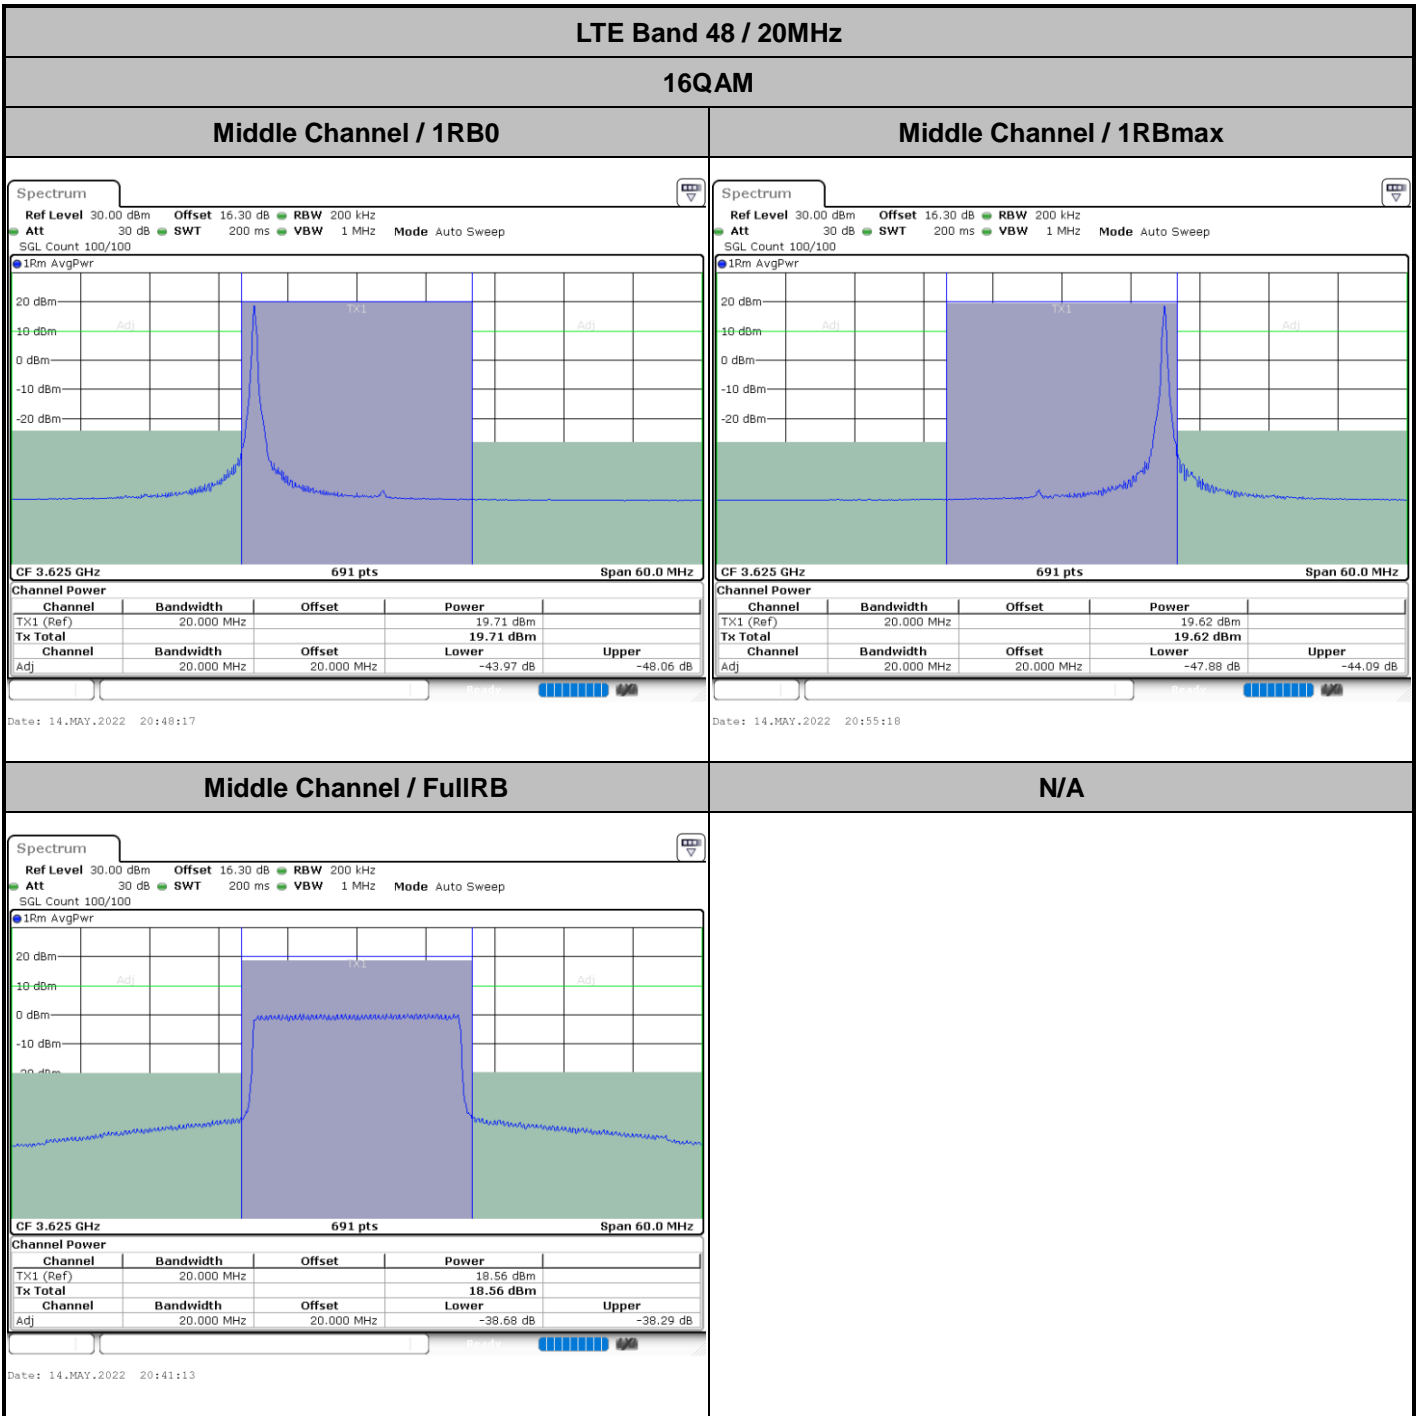 LTE Band 48 / 20MHz
16QAM
Middle Channel / 1RB0
Middle Channel / 1RBmax
Spectrum
Ref Level 30.00 dBm Offset 16.30 dB RBW 200 kHz
Att 30 dB SWT 200 ms VBW 1 MHz Mode Auto Sweep
SGL Count 100/100
1Rm AvgPwr
TX1
Adj
Adj
20 dBm
10 dBm
0 dBm
-10 dBm
-20 dBm
CF 3.625 GHz 691 pts Span 60.0 MHz
Channel Power
Channel Bandwidth Offset Power
TX1 (Ref) 20.000 MHz 19.71 dBm
Tx Total 19.71 dBm
Channel Bandwidth Offset Lower Upper
Adj 20.000 MHz 20.000 MHz -43.97 dB -48.06 dB
Ready
Date: 14.MAY.2022 20:48:17
Spectrum
Ref Level 30.00 dBm Offset 16.30 dB RBW 200 kHz
Att 30 dB SWT 200 ms VBW 1 MHz Mode Auto Sweep
SGL Count 100/100
1Rm AvgPwr
TX1
Adj
Adj
20 dBm
10 dBm
0 dBm
-10 dBm
-20 dBm
CF 3.625 GHz 691 pts Span 60.0 MHz
Channel Power
Channel Bandwidth Offset Power
TX1 (Ref) 20.000 MHz 19.62 dBm
Tx Total 19.62 dBm
Channel Bandwidth Offset Lower Upper
Adj 20.000 MHz 20.000 MHz -47.88 dB -44.09 dB
Ready
Date: 14.MAY.2022 20:55:18
Middle Channel / FullRB
N/A
Spectrum
Ref Level 30.00 dBm Offset 16.30 dB RBW 200 kHz
Att 30 dB SWT 200 ms VBW 1 MHz Mode Auto Sweep
SGL Count 100/100
1Rm AvgPwr
TX1
Adj
Adj
20 dBm
10 dBm
0 dBm
-10 dBm
-20 dBm
CF 3.625 GHz 691 pts Span 60.0 MHz
Channel Power
Channel Bandwidth Offset Power
TX1 (Ref) 20.000 MHz 18.56 dBm
Tx Total 18.56 dBm
Channel Bandwidth Offset Lower Upper
Adj 20.000 MHz 20.000 MHz -38.68 dB -38.29 dB
Ready
Date: 14.MAY.2022 20:41:13